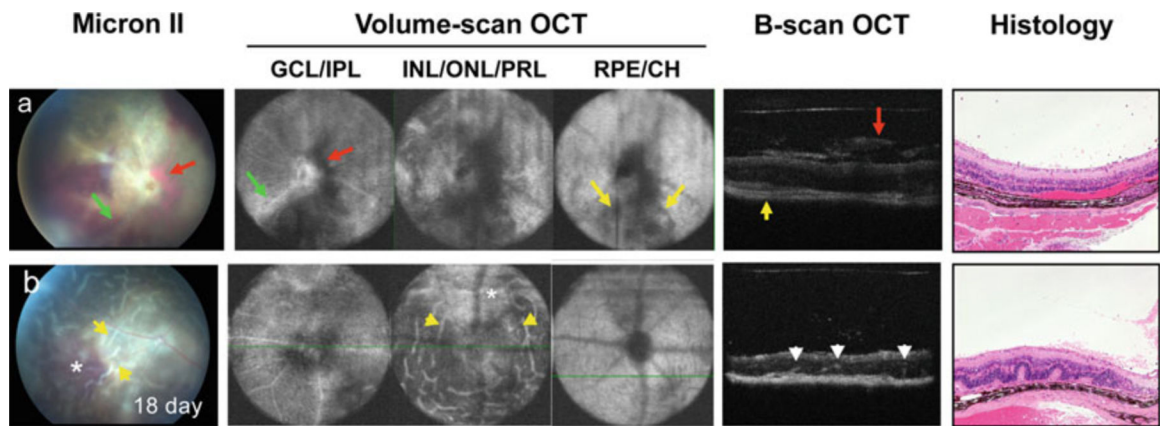 Micron II
Volume-scan OCT
B-scan OCT
Histology
GCL/IPL
INL/ONL/PRL
RPE/CH
a
b
*
*
18 day